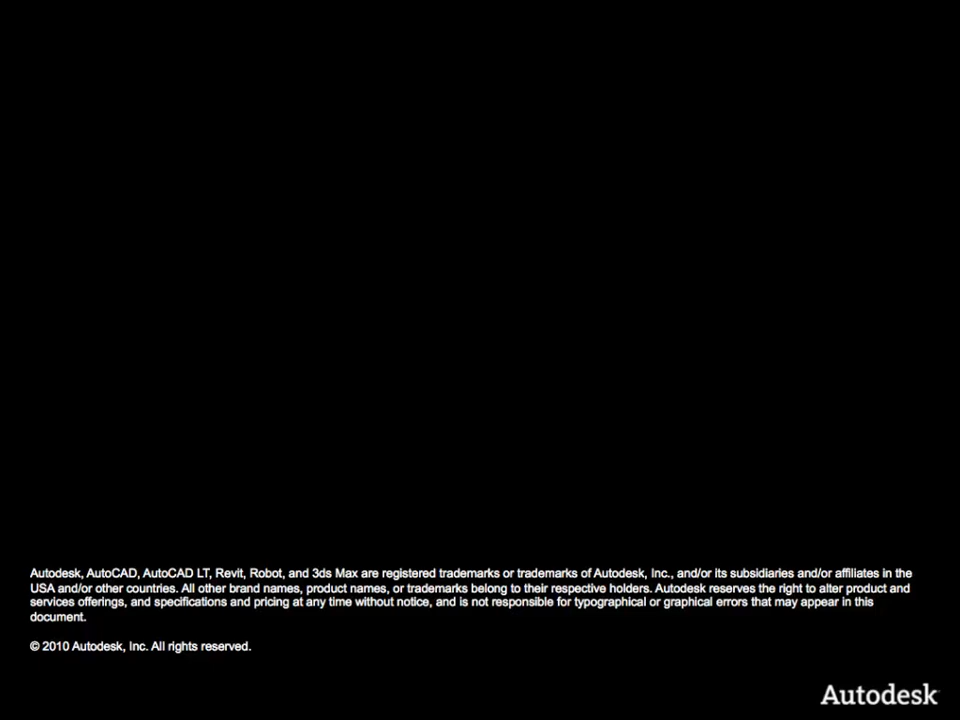 Autodesk, AutoCAD, AutoCAD LT, Revit, Robot, and 3ds Max are registered trademarks or trademarks of Autodesk, Inc., and/or its subsidiaries and/or affiliates in the
USA and/or other countries. All other brand names, product names, or trademarks belong to their respective holders. Autodesk reserves the right to alter product and
services offerings, and specifications and pricing at any time without notice, and is not responsible for typographical or graphical errors that may appear in this
document.
© 2010 Autodesk, Inc. All rights reserved.
Autodesk